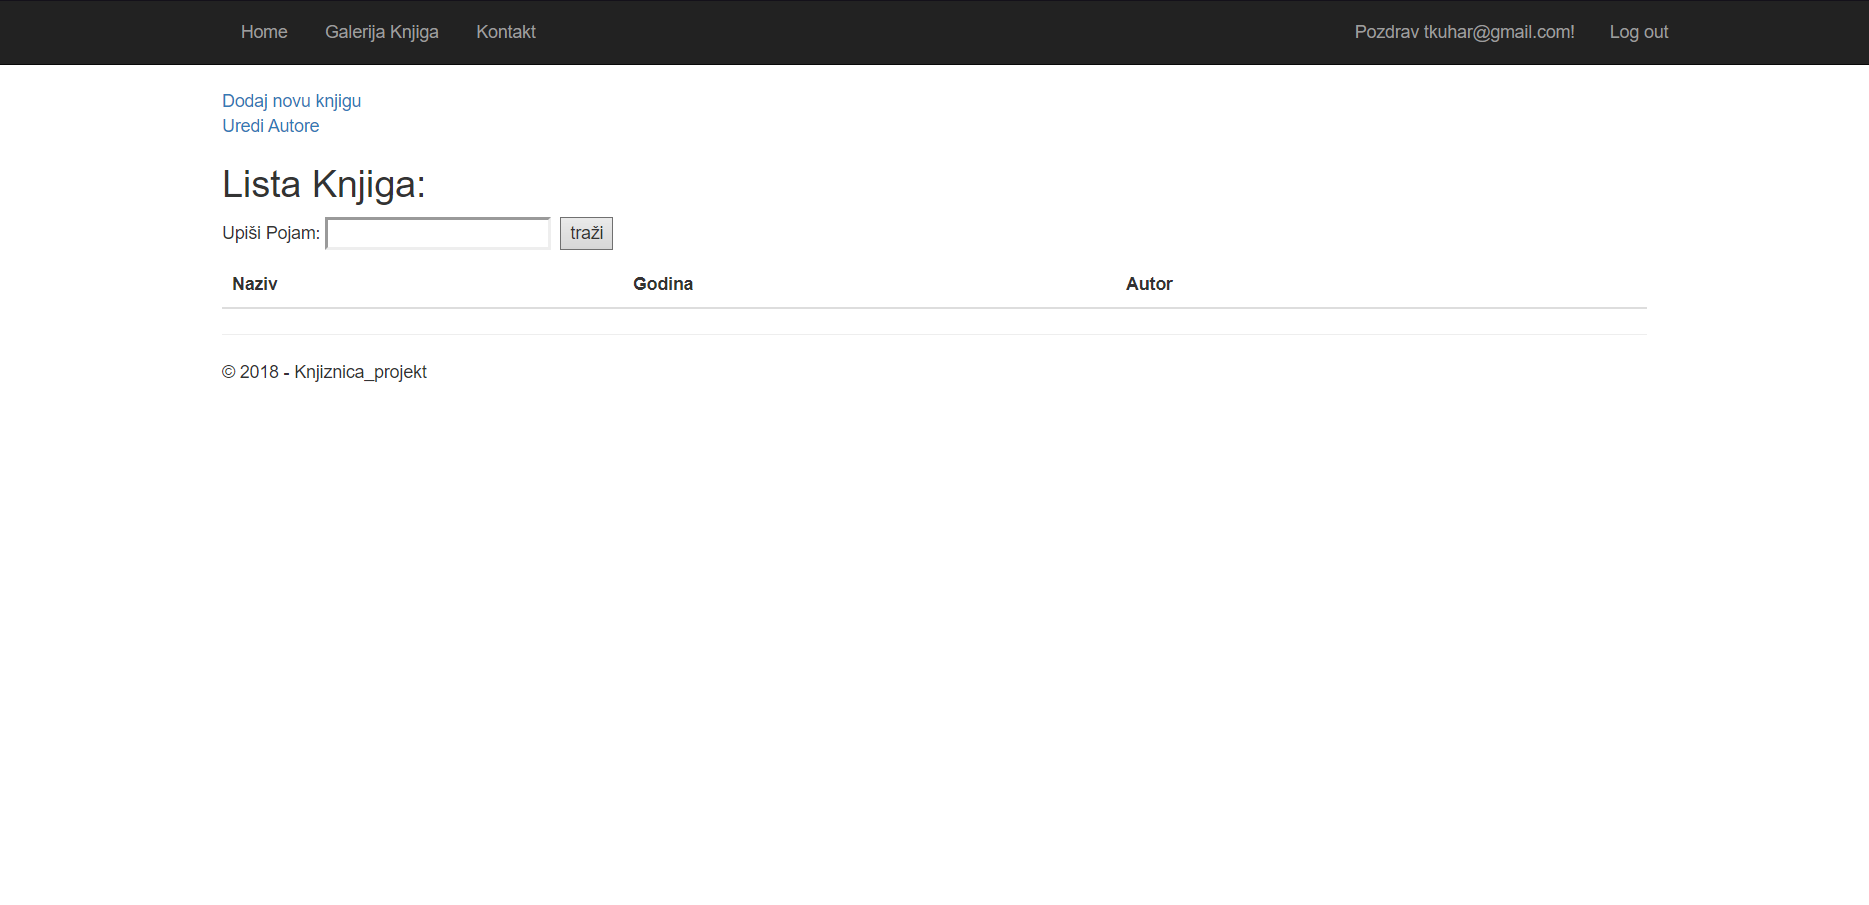 Home Galerija Knjiga Kontakt Pozdrav tkuhar@gmail.com! Log out
Dodaj novu knjigu
Uredi Autore
Lista Knjiga:
Upiši Pojam: traži
Naziv Godina Autor
© 2018 - Knjiznica_projekt